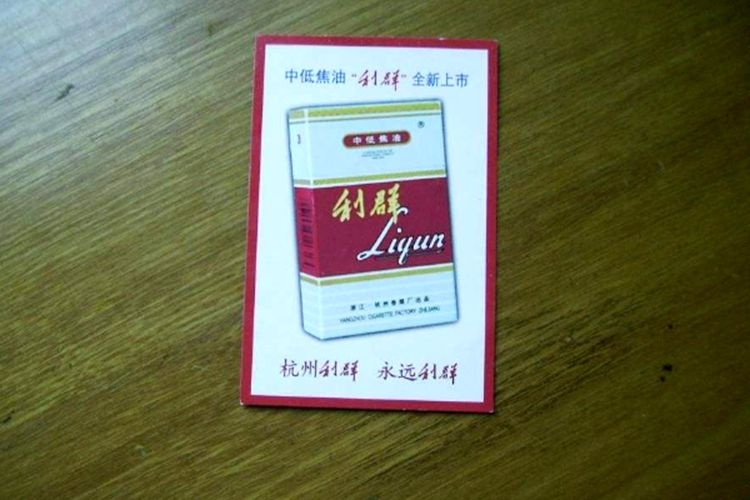 中低焦油“利群”全新上市
中低焦油
利群
Liqun
浙江 杭州卷烟厂出品
HANGZHOU CIGARETTE FACTORY ZHEJIANG
杭州利群 永远利群